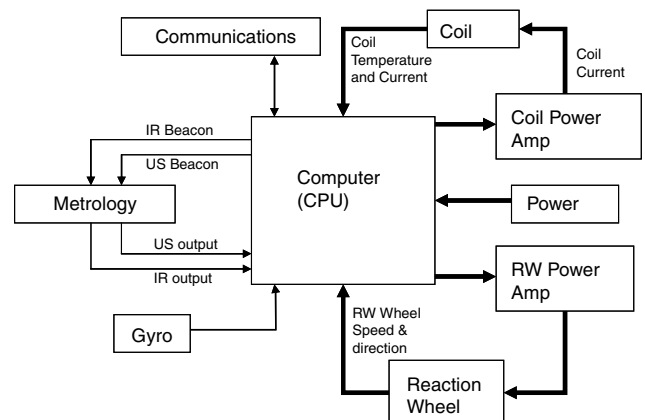 Communications
Coil
Coil
Temperature
and Current
Coil
Current
Coil Power
Amp
IR Beacon
US Beacon
Computer
(CPU)
Metrology
Power
US output
IR output
RW Power
Amp
Gyro
RW Wheel
Speed &
direction
Reaction
Wheel